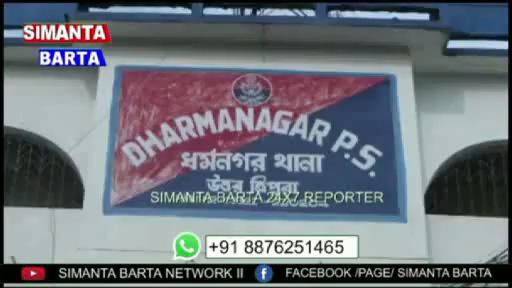 SIMANTA
BARTA
DHARMANAGAR P.S.
ধর্মনগর থানা
উত্তর ত্রিপুরা
SIMANTA BARTA 24X7 REPORTER
+91 8876251465
SIMANTA BARTA NETWORK II
FACEBOOK /PAGE/ SIMANTA BARTA